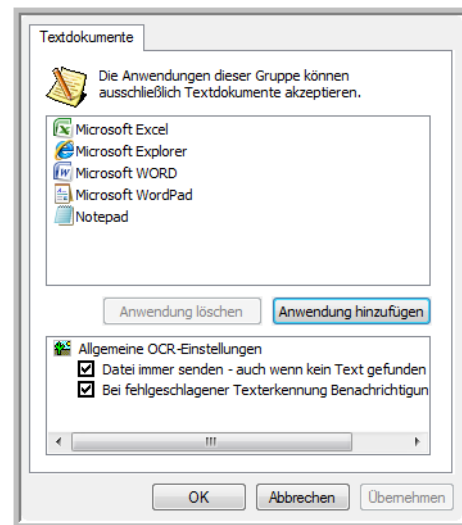 Textdokumente
Die Anwendungen dieser Gruppe können
ausschließlich Textdokumente akzeptieren.
Microsoft Excel
Microsoft Explorer
Microsoft WORD
Microsoft WordPad
Notepad
Anwendung löschen Anwendung hinzufügen
Allgemeine OCR-Einstellungen
Datei immer senden - auch wenn kein Text gefunden
Bei fehlgeschlagener Texterkennung Benachrichtigun
OK Abbrechen Übernehmen